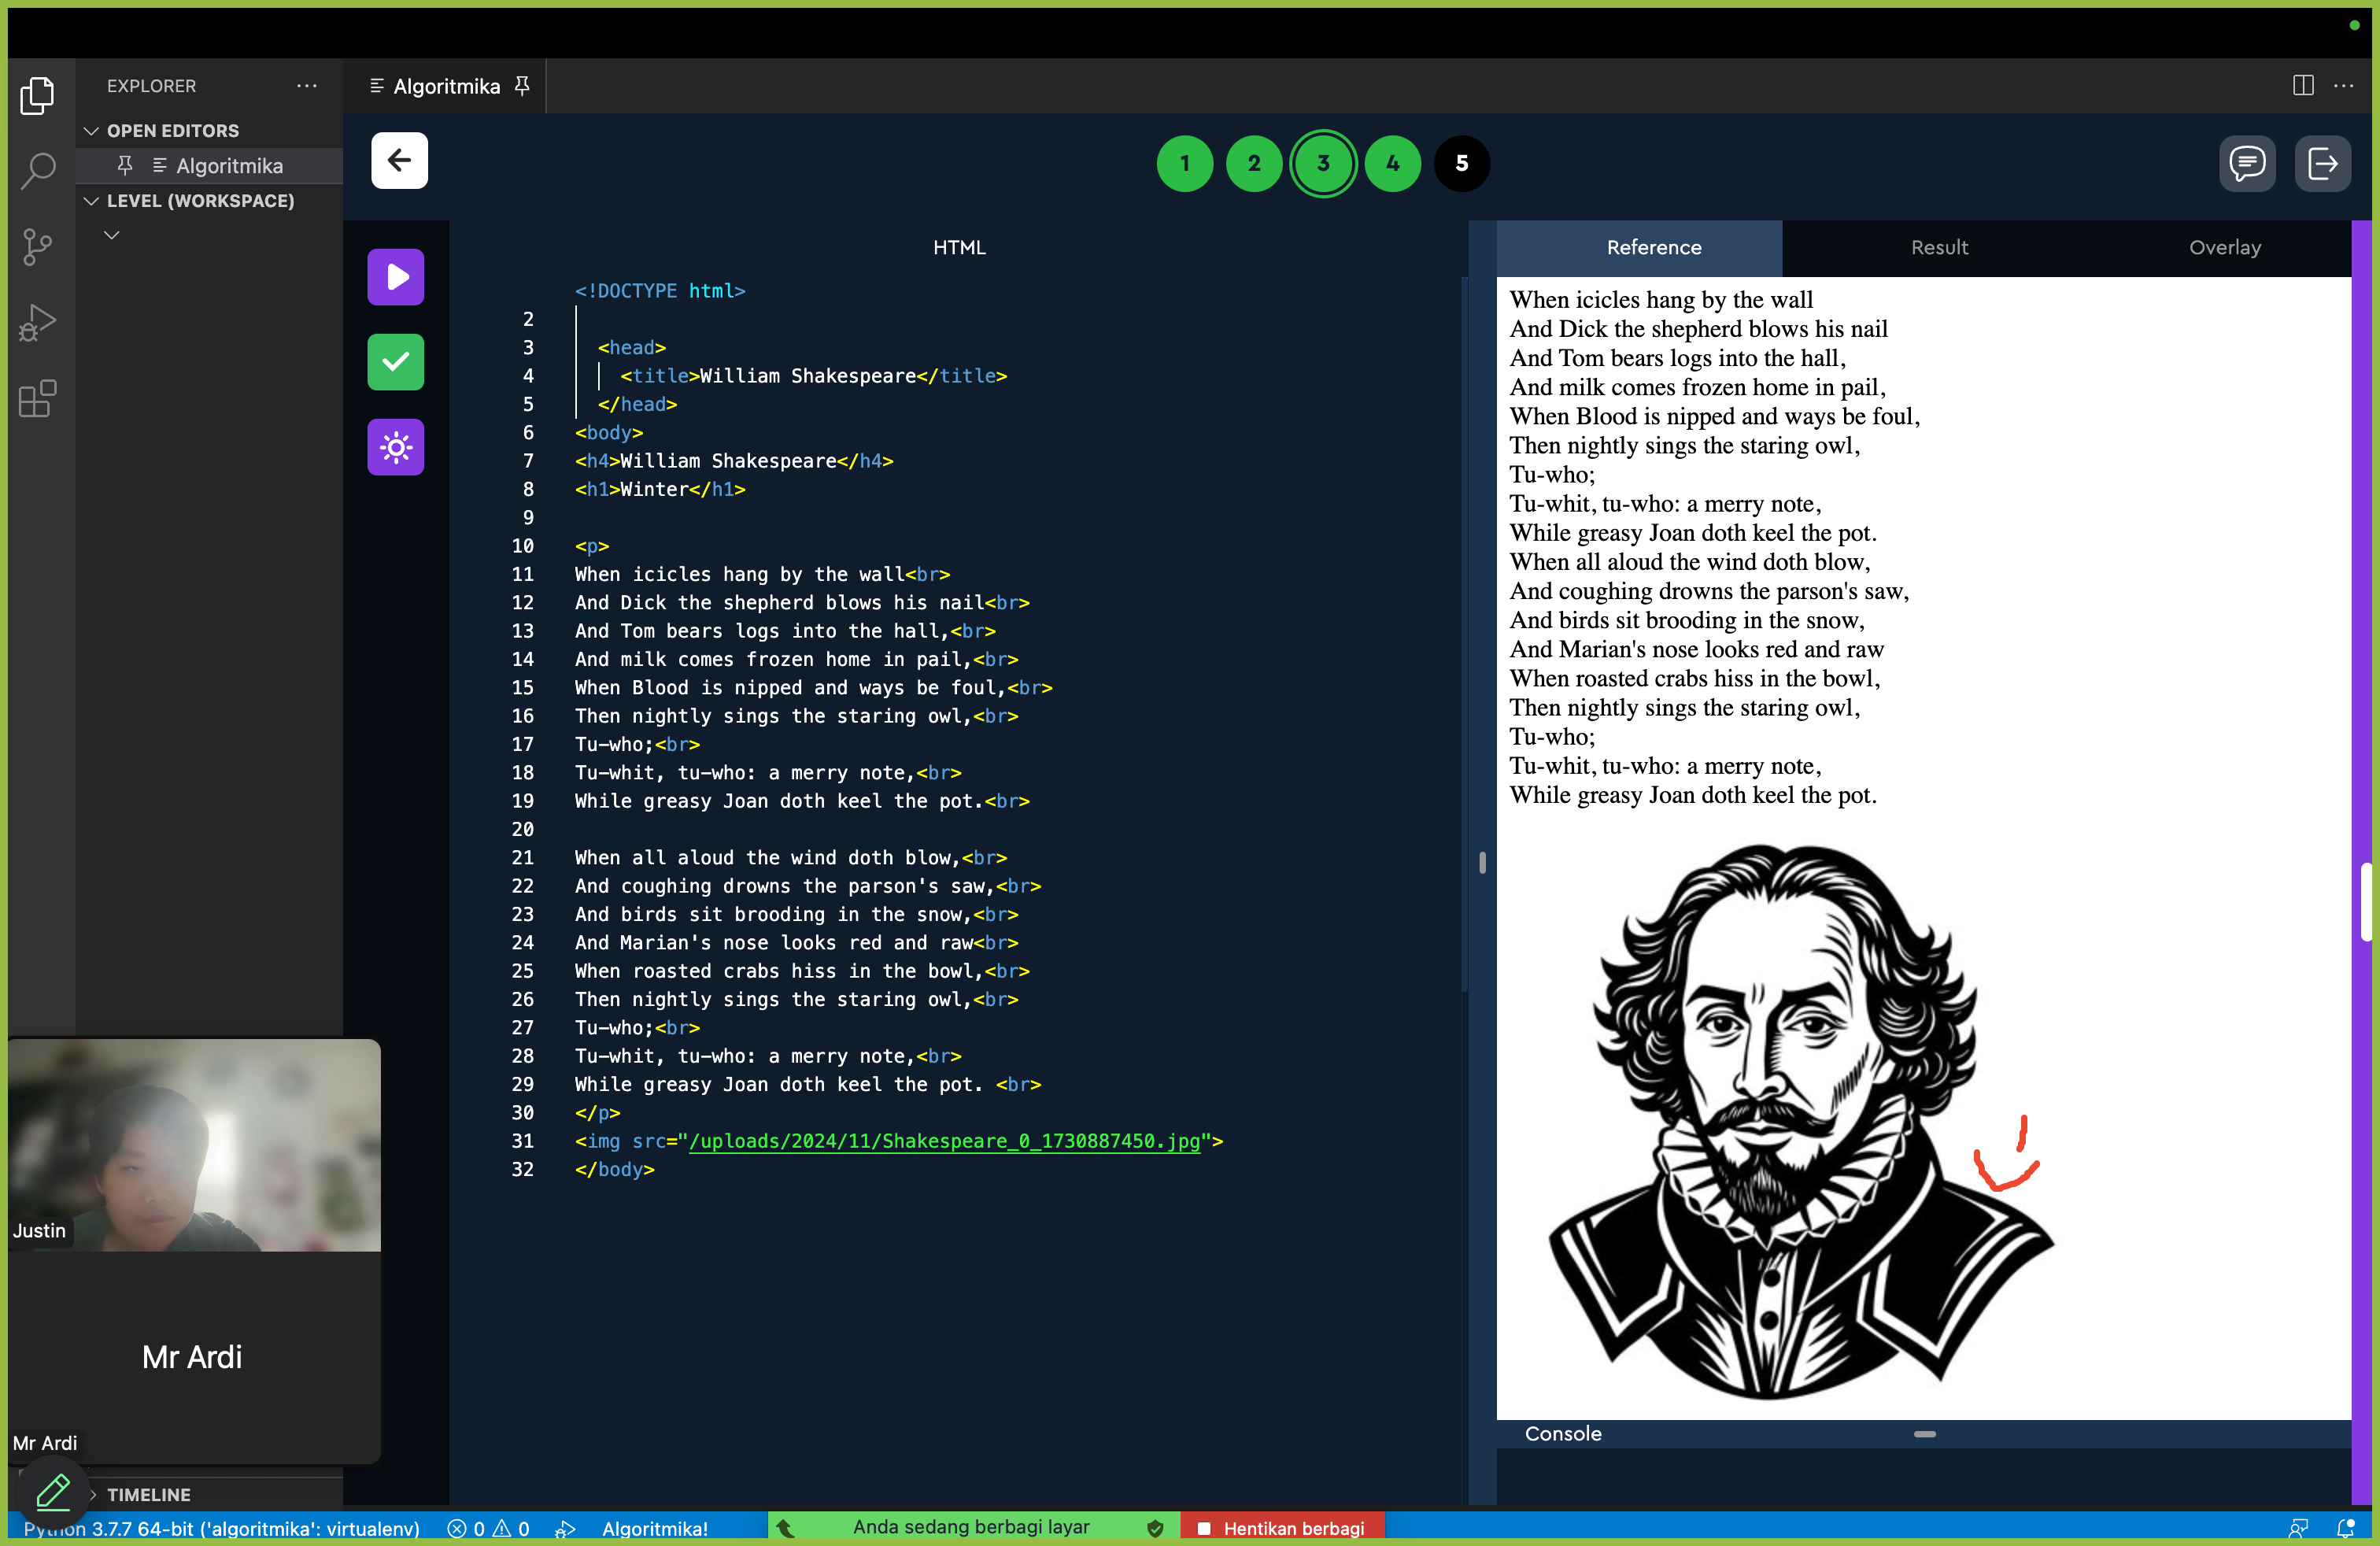 EXPLORER
Algoritmika
OPEN EDITORS
Algoritmika
LEVEL (WORKSPACE)
1 2 3 4 5
HTML
Reference Result Overlay
<!DOCTYPE html>
2
3 <head>
4 <title>William Shakespeare</title>
5 </head>
6 <body>
7 <h4>William Shakespeare</h4>
8 <h1>Winter</h1>
9
10 <p>
11 When icicles hang by the wall<br>
12 And Dick the shepherd blows his nail<br>
13 And Tom bears logs into the hall,<br>
14 And milk comes frozen home in pail,<br>
15 When Blood is nipped and ways be foul,<br>
16 Then nightly sings the staring owl,<br>
17 Tu-who;<br>
18 Tu-whit, tu-who: a merry note,<br>
19 While greasy Joan doth keel the pot.<br>
20
21 When all aloud the wind doth blow,<br>
22 And coughing drowns the parson's saw,<br>
23 And birds sit brooding in the snow,<br>
24 And Marian's nose looks red and raw<br>
25 When roasted crabs hiss in the bowl,<br>
26 Then nightly sings the staring owl,<br>
27 Tu-who;<br>
28 Tu-whit, tu-who: a merry note,<br>
29 While greasy Joan doth keel the pot. <br>
30 </p>
31 <img src="/uploads/2024/11/Shakespeare_0_1730887450.jpg">
32 </body>
When icicles hang by the wall
And Dick the shepherd blows his nail
And Tom bears logs into the hall,
And milk comes frozen home in pail,
When Blood is nipped and ways be foul,
Then nightly sings the staring owl,
Tu-who;
Tu-whit, tu-who: a merry note,
While greasy Joan doth keel the pot.
When all aloud the wind doth blow,
And coughing drowns the parson's saw,
And birds sit brooding in the snow,
And Marian's nose looks red and raw
When roasted crabs hiss in the bowl,
Then nightly sings the staring owl,
Tu-who;
Tu-whit, tu-who: a merry note,
While greasy Joan doth keel the pot.
Console
Justin
Mr Ardi
Mr Ardi
TIMELINE
Python 3.7.7 64-bit ('algoritmika': virtualenv) 0 0 Algoritmika!
Anda sedang berbagi layar
Hentikan berbagi